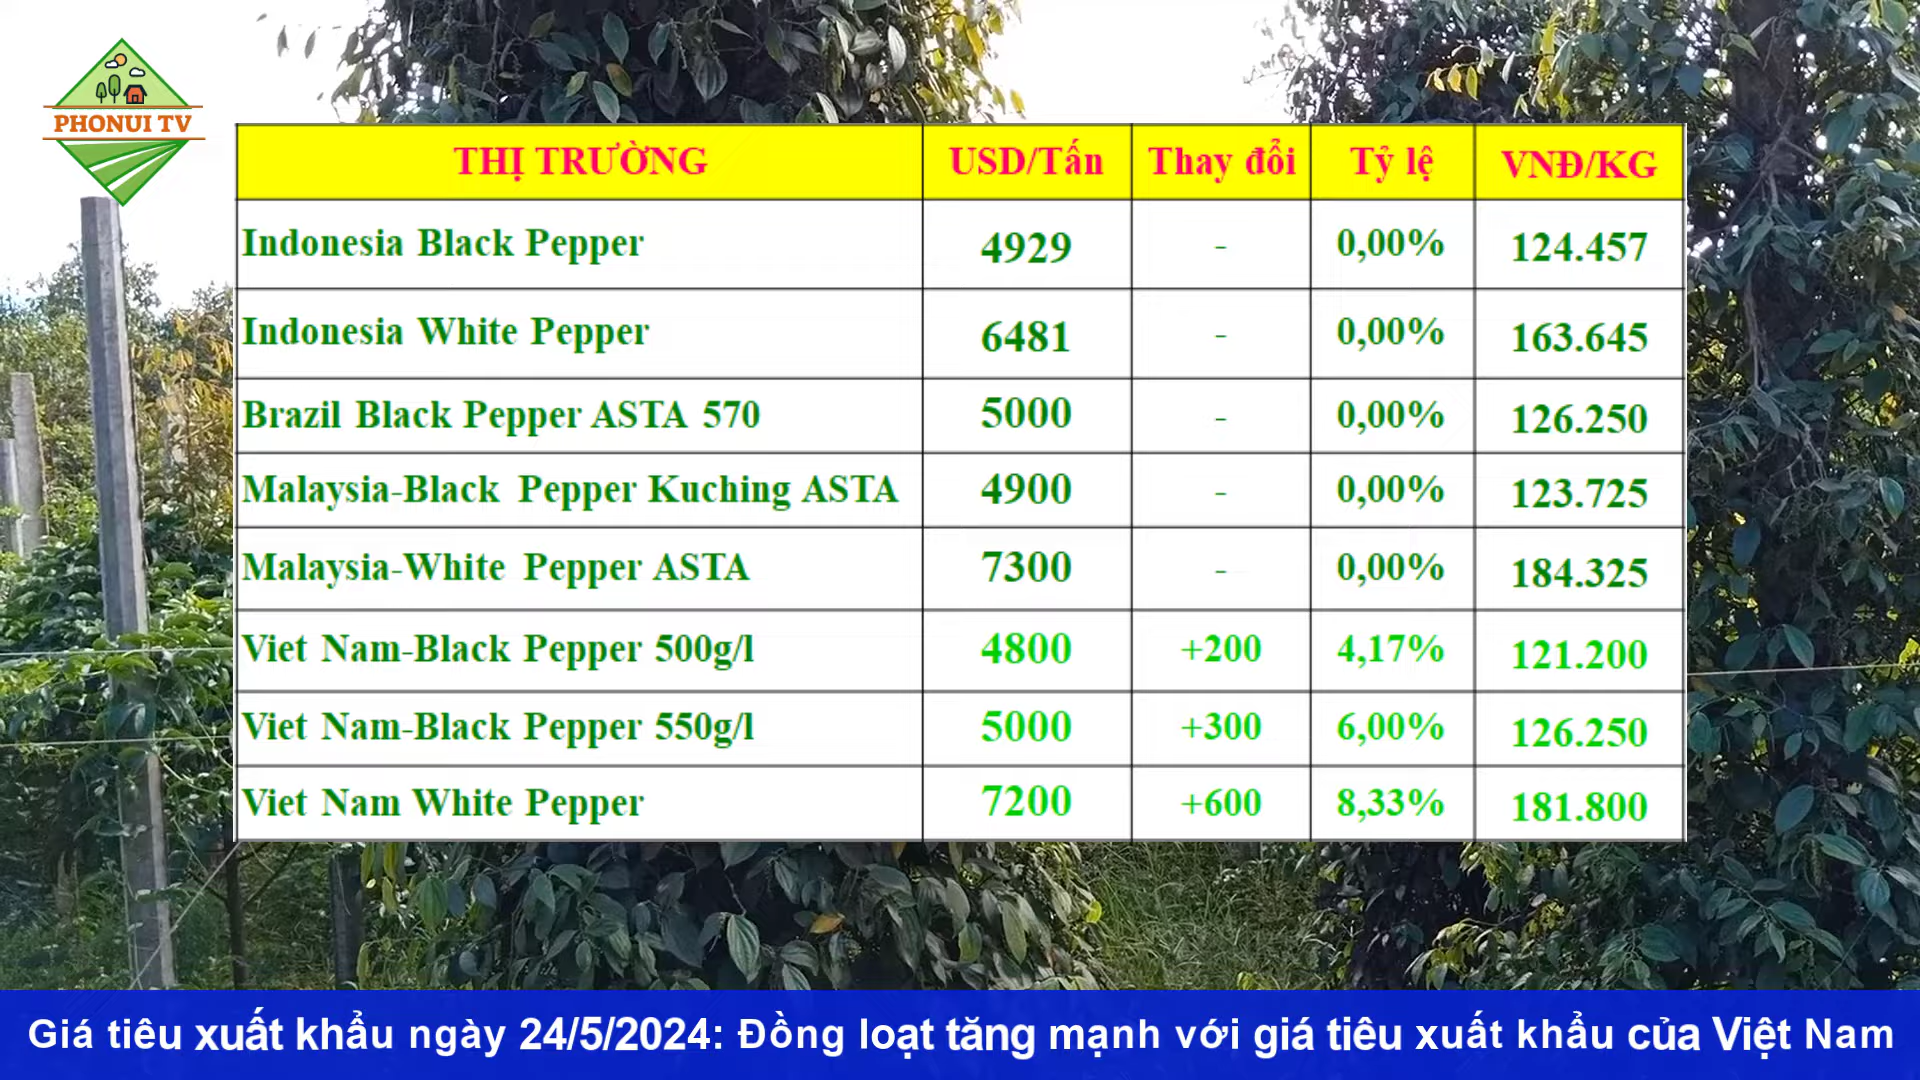 PHONUI TV
THỊ TRƯỜNG USD/Tấn Thay đổi Tỷ lệ VNĐ/KG
Indonesia Black Pepper 4929 - 0,00% 124.457
Indonesia White Pepper 6481 - 0,00% 163.645
Brazil Black Pepper ASTA 570 5000 - 0,00% 126.250
Malaysia-Black Pepper Kuching ASTA 4900 - 0,00% 123.725
Malaysia-White Pepper ASTA 7300 - 0,00% 184.325
Viet Nam-Black Pepper 500g/l 4800 +200 4,17% 121.200
Viet Nam-Black Pepper 550g/l 5000 +300 6,00% 126.250
Viet Nam White Pepper 7200 +600 8,33% 181.800
Giá tiêu xuất khẩu ngày 24/5/2024: Đồng loạt tăng mạnh với giá tiêu xuất khẩu của Việt Nam